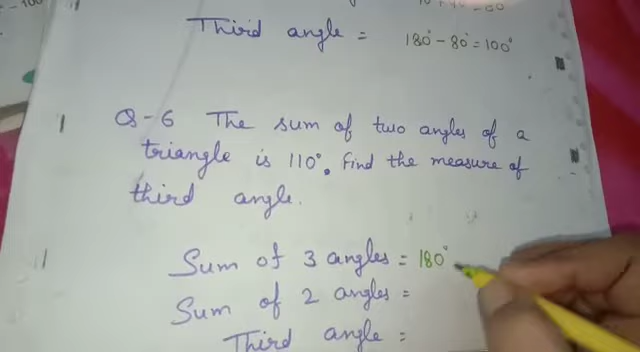 Third angle = 180° - 80° = 100°
Q-6 The sum of two angles of a
triangle is 110°. Find the measure of
third angle.
Sum of 3 angles = 180°
Sum of 2 angles =
Third angle =